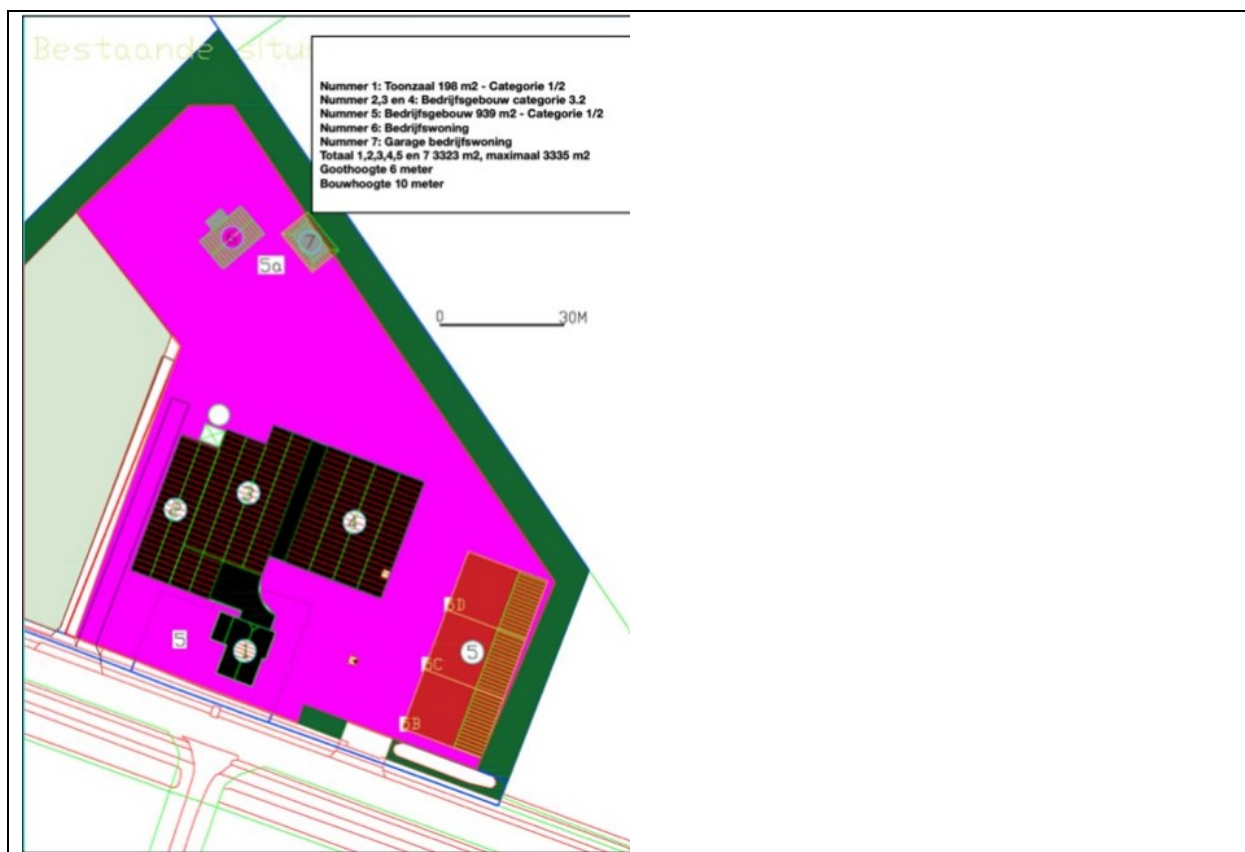 Bestaande situ
Nummer 1: Toonzaal 198 m2 - Categorie 1/2
Nummer 2,3 en 4: Bedrijfsgebouw categorie 3.2
Nummer 5: Bedrijfsgebouw 939 m2 - Categorie 1/2
Nummer 6: Bedrijfswoning
Nummer 7: Garage bedrijfswoning
Totaal 1,2,3,4,5 en 7 3323 m2, maximaal 3335 m2
Goothoogte 6 meter
Bouwhoogte 10 meter
7
5a
0 30M
3
2
4
5D
5
1
5
5C
5B